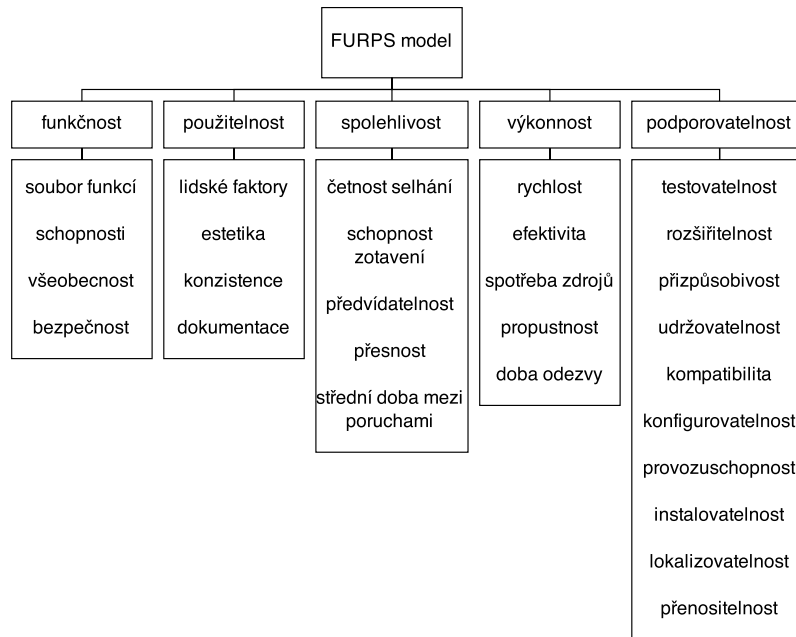 FURPS model
funkčnost
použitelnost
spolehlivost
výkonnost
podporovatelnost
soubor funkcí
schopnosti
všeobecnost
bezpečnost
lidské faktory
estetika
konzistence
dokumentace
četnost selhání
schopnost
zotavení
předvídatelnost
přesnost
střední doba mezi
poruchami
rychlost
efektivita
spotřeba zdrojů
propustnost
doba odezvy
testovatelnost
rozšiřitelnost
přizpůsobivost
udržovatelnost
kompatibilita
konfigurovatelnost
provozuschopnost
instalovatelnost
lokalizovatelnost
přenositelnost